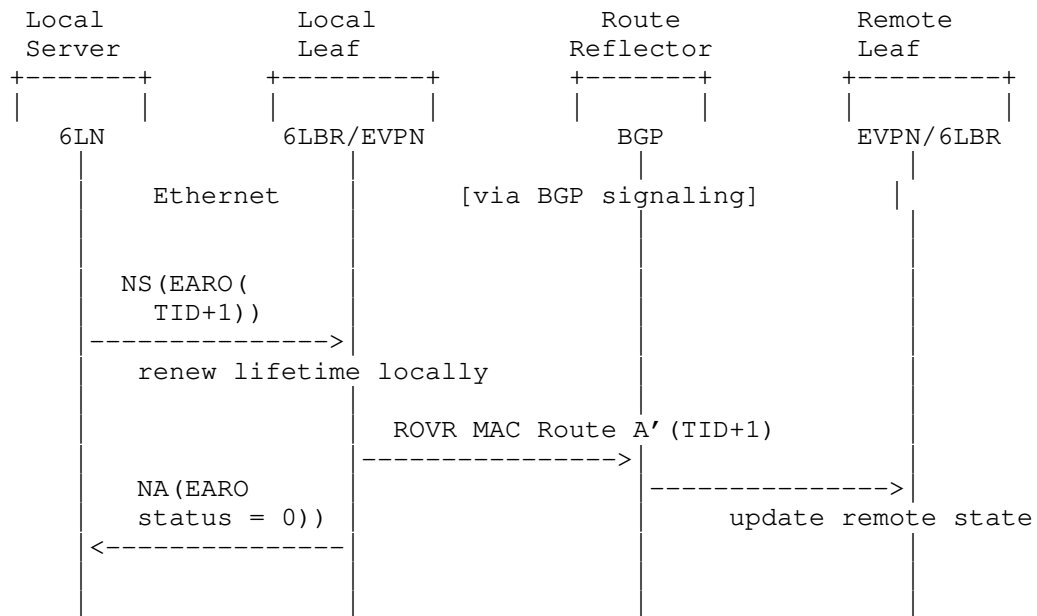 Local Local Route Remote
Server Leaf Reflector Leaf
6LN 6LBR/EVPN BGP EVPN/6LBR
Ethernet [via BGP signaling]
NS(EARO(
TID+1))
renew lifetime locally
ROVR MAC Route A’(TID+1)
NA(EARO
status = 0)) update remote state